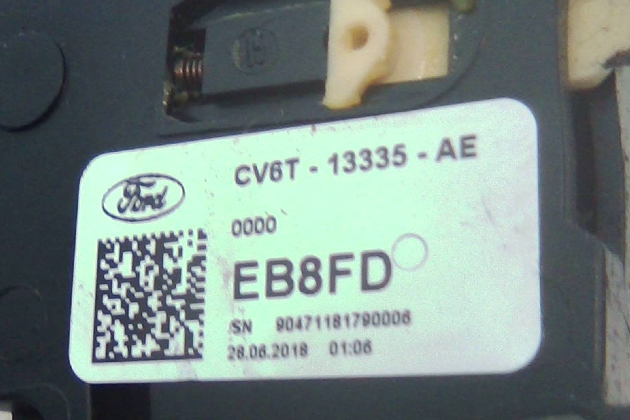 Ford
CV6T - 13335 - AE
0000
EB8FD
SN 90471181790006
28.06.2018 01:06